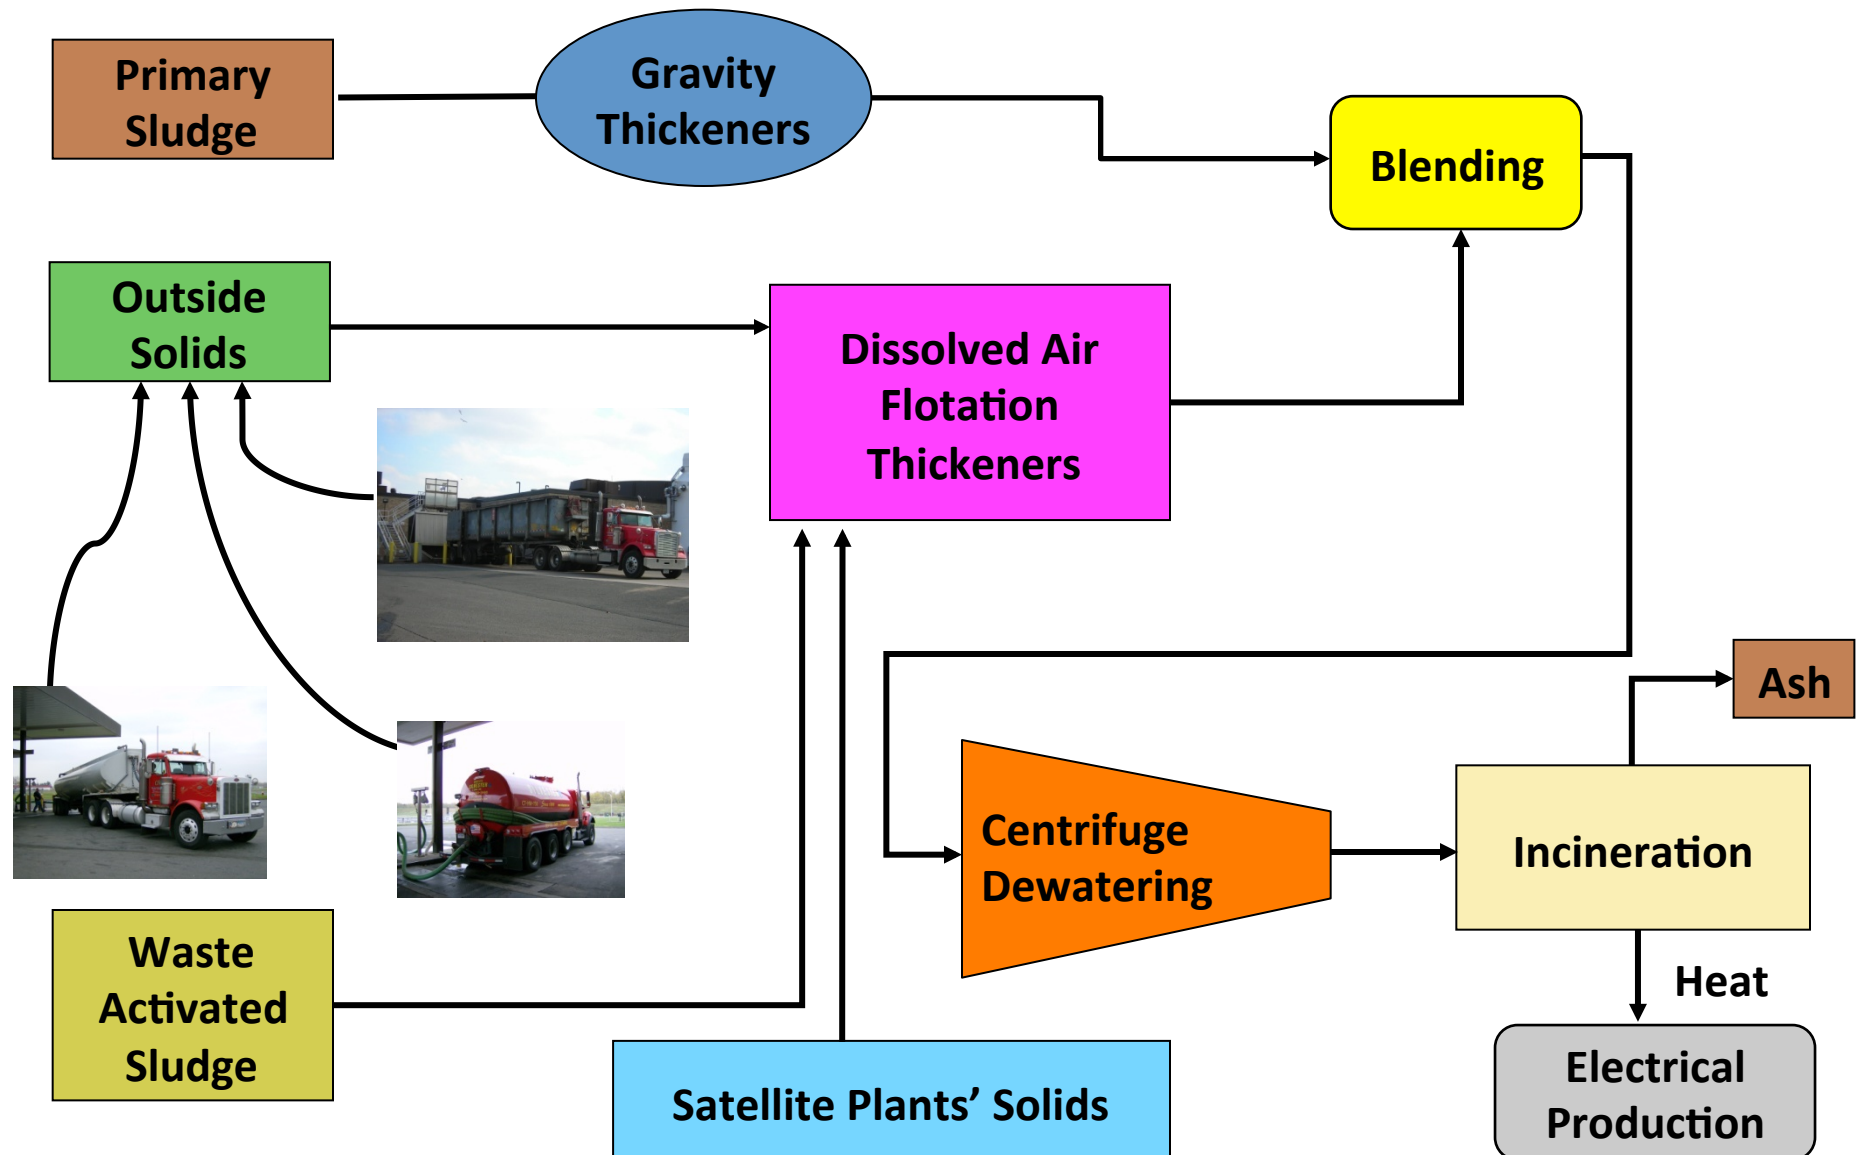 Primary
Sludge
Gravity
Thickeners
Blending
Outside
Solids
Dissolved Air
Flotation
Thickeners
Ash
Centrifuge
Dewatering
Incineration
Waste
Activated
Sludge
Heat
Satellite Plants’ Solids
Electrical
Production